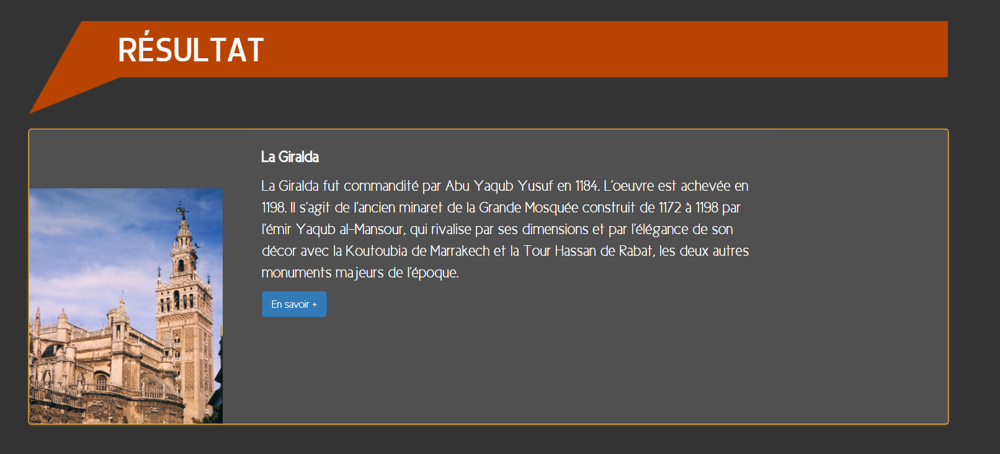 RÉSULTAT
La Giralda
La Giralda fut commandité par Abu Yaqub Yusuf en 1184. L'oeuvre est achevée en
1198. Il s'agit de l'ancien minaret de la Grande Mosquée construit de 1172 à 1198 par
l'émir Yaqub al-Mansour, qui rivalise par ses dimensions et par l'élégance de son
décor avec la Koutoubia de Marrakech et la Tour Hassan de Rabat, les deux autres
monuments majeurs de l'époque.
En savoir +